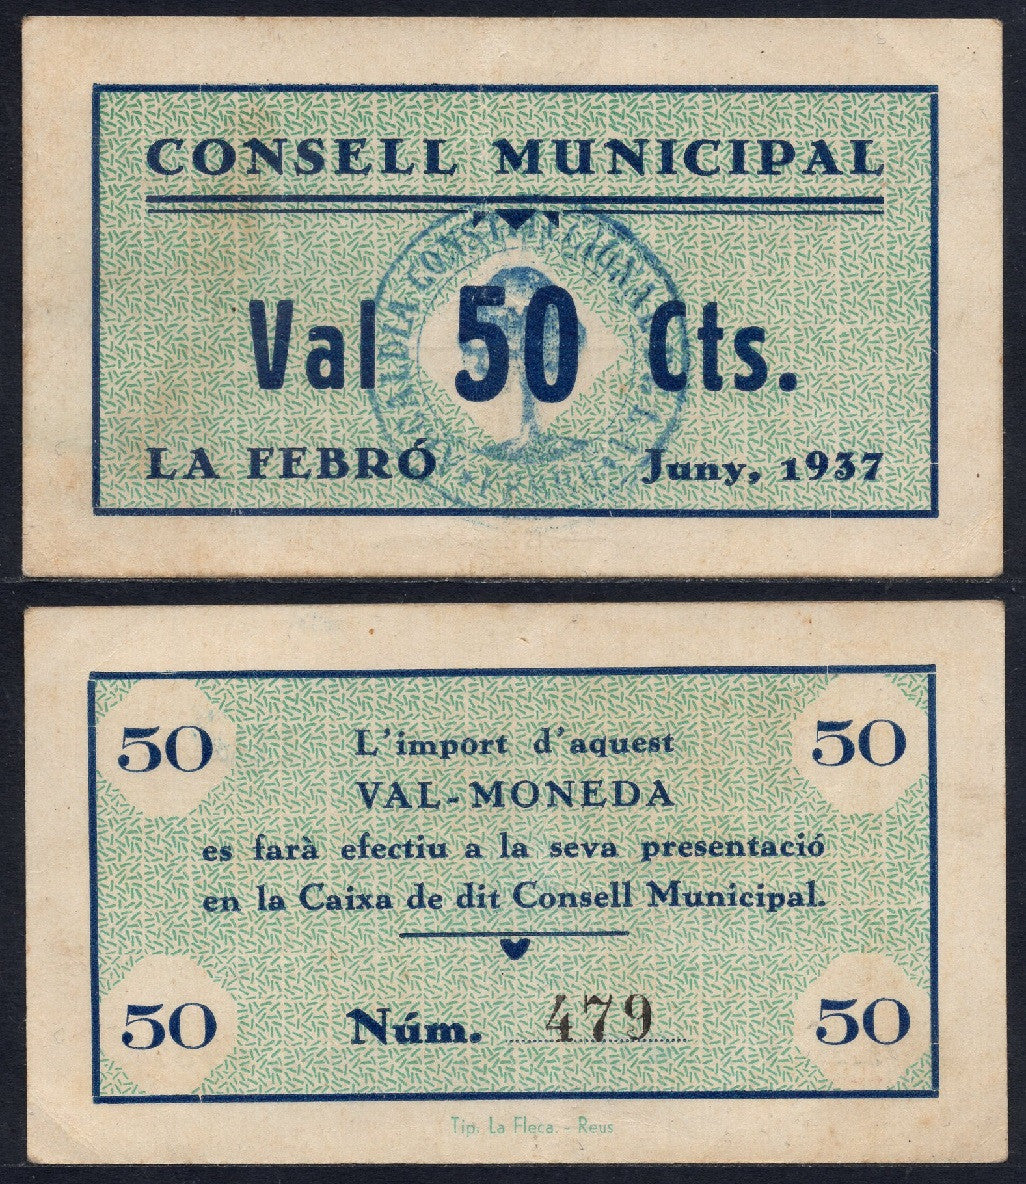 CONSELL MUNICIPAL
Val 50 Cts.
LA FEBRÓ
Juny, 1937
50
50
L'import d'aquest
VAL-MONEDA
es farà efectiu a la seva presentació
en la Caixa de dit Consell Municipal.
50
Núm. 479
50
Tip. La Fleca. - Reus